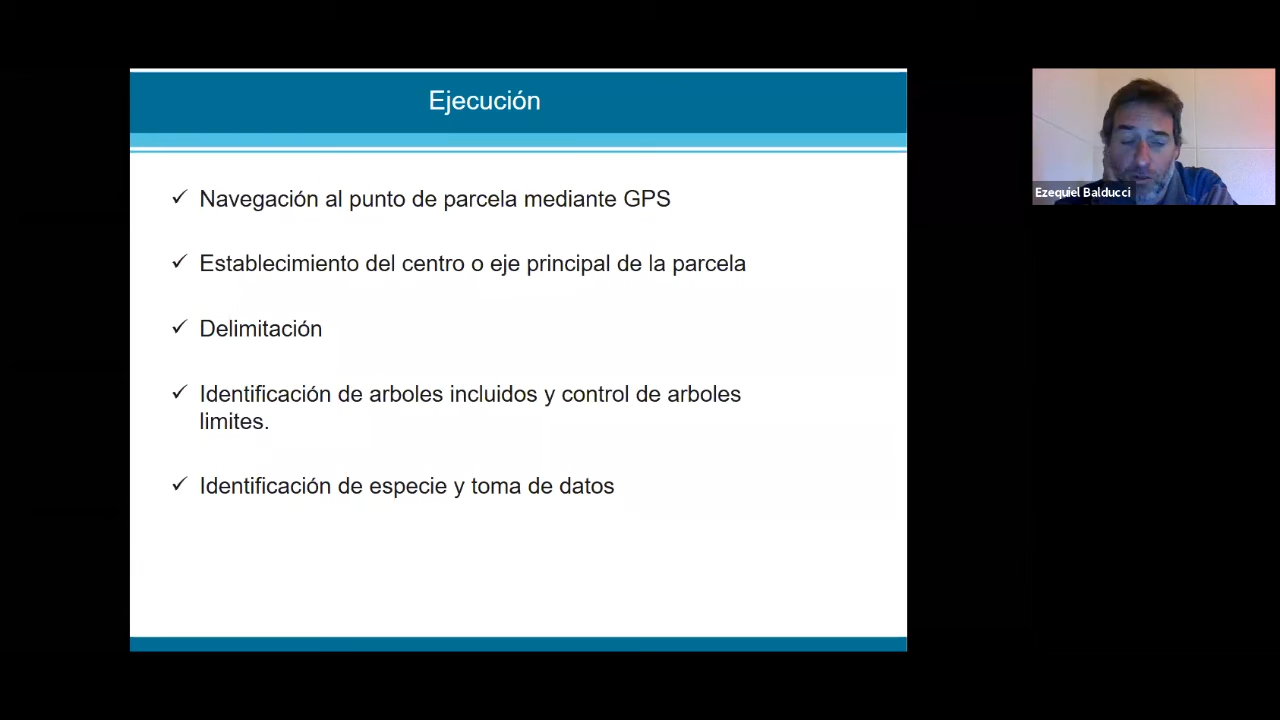 Ejecución
Navegación al punto de parcela mediante GPS
Establecimiento del centro o eje principal de la parcela
Delimitación
Identificación de arboles incluidos y control de arboles
limites.
Identificación de especie y toma de datos
Ezequiel Balducci